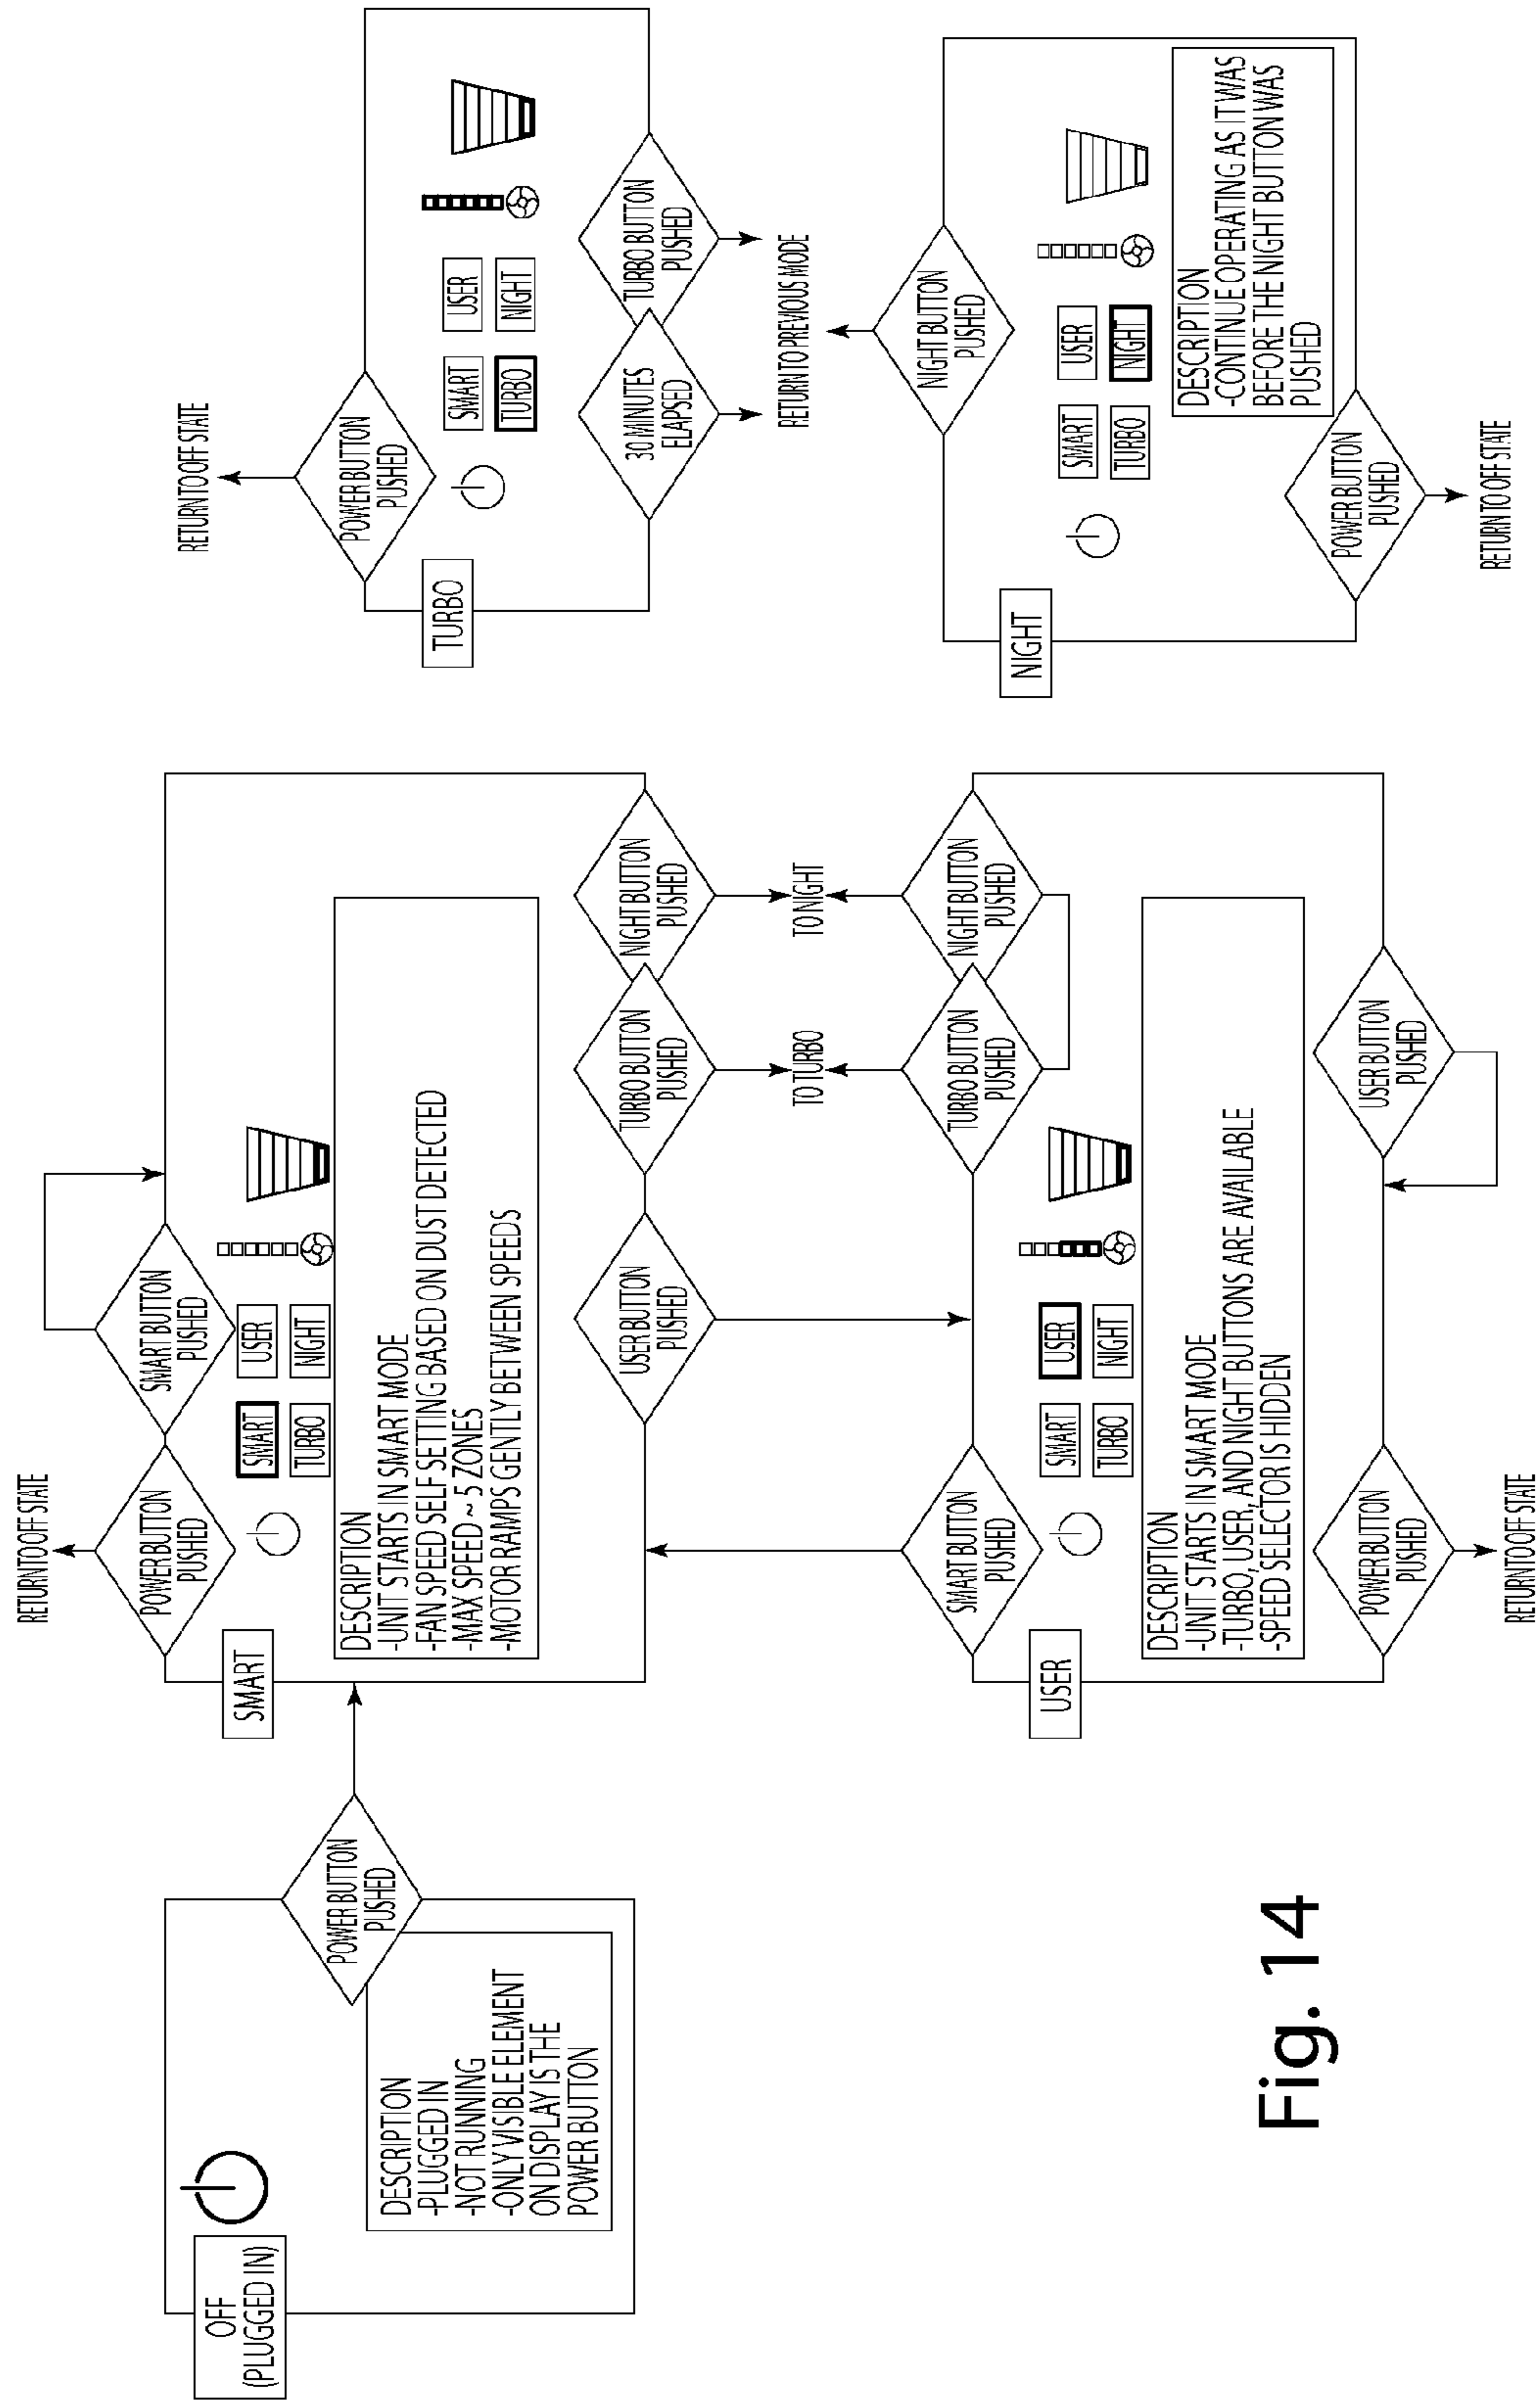 OFF
(PLUGGED IN)
DESCRIPTION
-PLUGGED IN
-NOT RUNNING
-ONLY VISIBLE ELEMENT
ON DISPLAY IS THE
POWER BUTTON
POWER BUTTON
PUSHED
RETURN TO OFF STATE
POWER BUTTON
PUSHED
SMART BUTTON
PUSHED
SMART
SMART
USER
TURBO
NIGHT
DESCRIPTION
-UNIT STARTS IN SMART MODE
-FAN SPEED SELF SETTING BASED ON DUST DETECTED
-MAX SPEED ~ 5 ZONES
-MOTOR RAMPS GENTLY BETWEEN SPEEDS
USER BUTTON
PUSHED
TURBO BUTTON
PUSHED
NIGHT BUTTON
PUSHED
TO TURBO
TO NIGHT
SMART BUTTON
PUSHED
TURBO BUTTON
PUSHED
NIGHT BUTTON
PUSHED
USER
SMART
USER
TURBO
NIGHT
DESCRIPTION
-UNIT STARTS IN SMART MODE
-TURBO, USER, AND NIGHT BUTTONS ARE AVAILABLE
-SPEED SELECTOR IS HIDDEN
POWER BUTTON
PUSHED
USER BUTTON
PUSHED
RETURN TO OFF STATE
RETURN TO OFF STATE
POWER BUTTON
PUSHED
TURBO
SMART
USER
TURBO
NIGHT
30 MINUTES
ELAPSED
TURBO BUTTON
PUSHED
RETURN TO PREVIOUS MODE
NIGHT BUTTON
PUSHED
NIGHT
SMART
USER
TURBO
NIGHT
DESCRIPTION
-CONTINUE OPERATING AS IT WAS
BEFORE THE NIGHT BUTTON WAS
PUSHED
POWER BUTTON
PUSHED
RETURN TO OFF STATE
Fig. 14